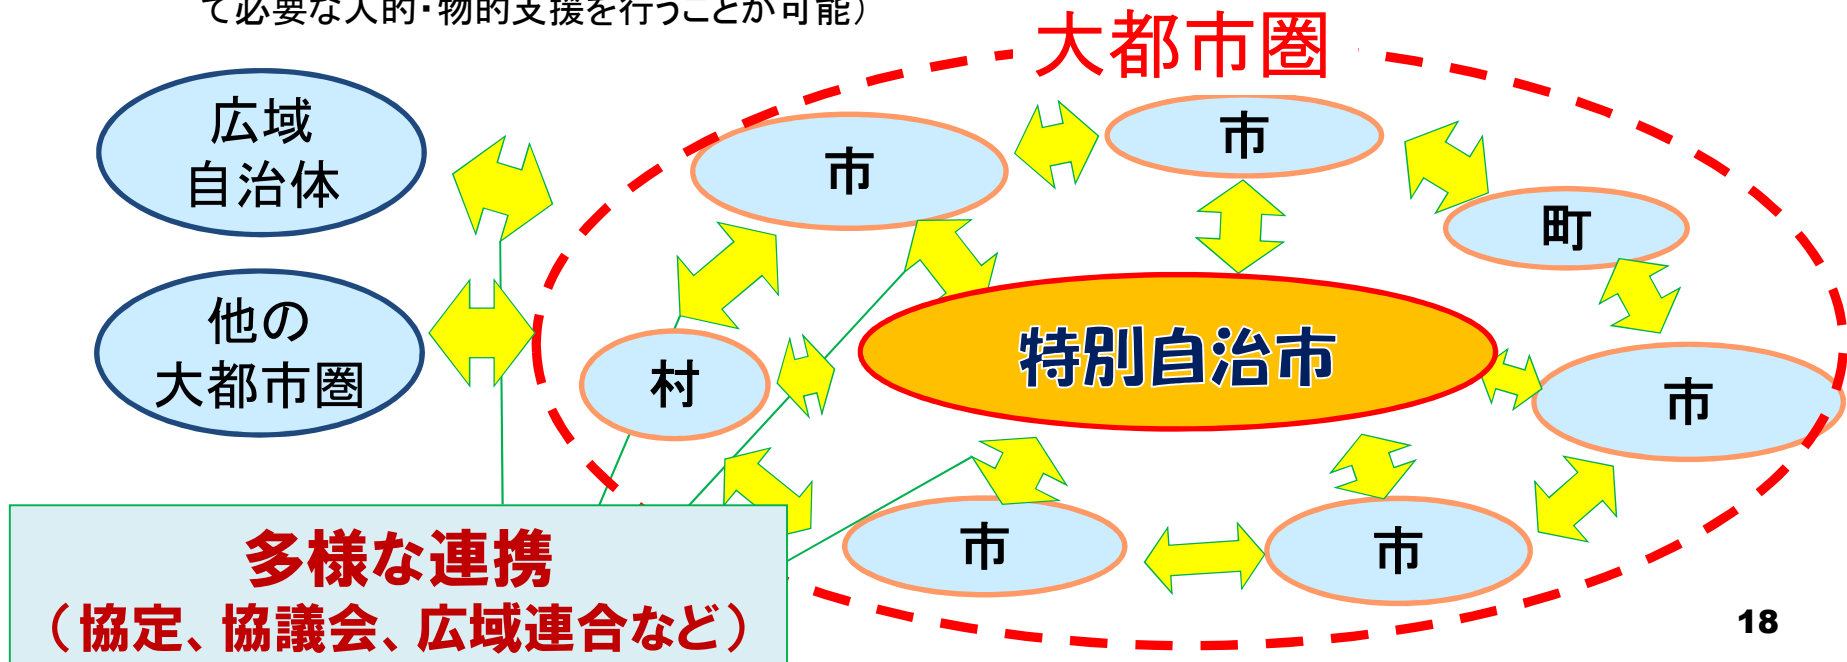 て必要な人的・物的支援を行うことが可能）
大都市圏
広域
自治体
市
市
町
他の
大都市圏
特別自治市
村
市
市
市
多様な連携
（協定、協議会、広域連合など）
18